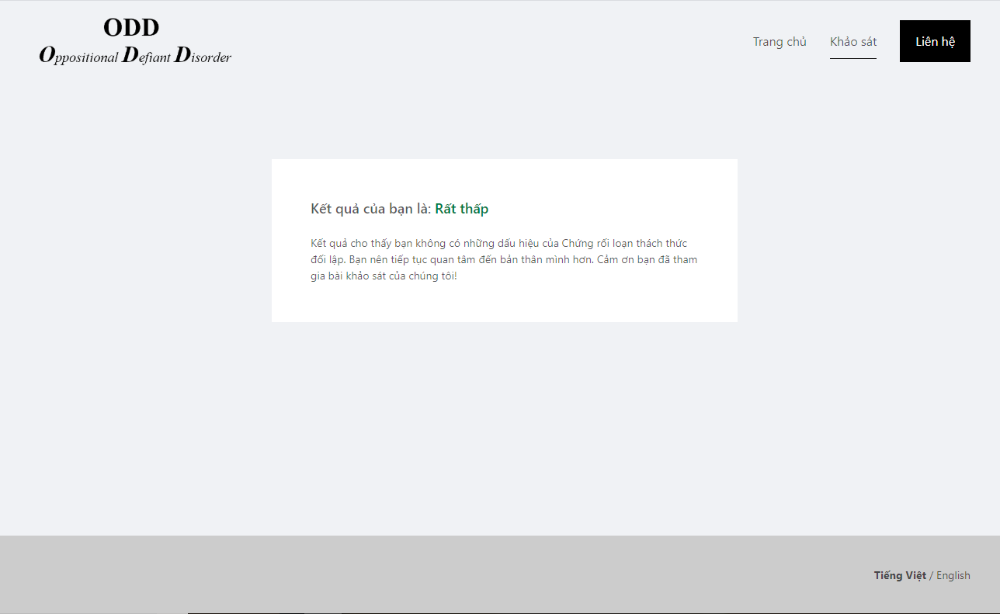 ODD
Oppositional Defiant Disorder
Trang chủ
Khảo sát
Liên hệ
Kết quả của bạn là: Rất thấp
Kết quả cho thấy bạn không có những dấu hiệu của Chứng rối loạn thách thức
đối lập. Bạn nên tiếp tục quan tâm đến bản thân mình hơn. Cảm ơn bạn đã tham
gia bài khảo sát của chúng tôi!
Tiếng Việt / English